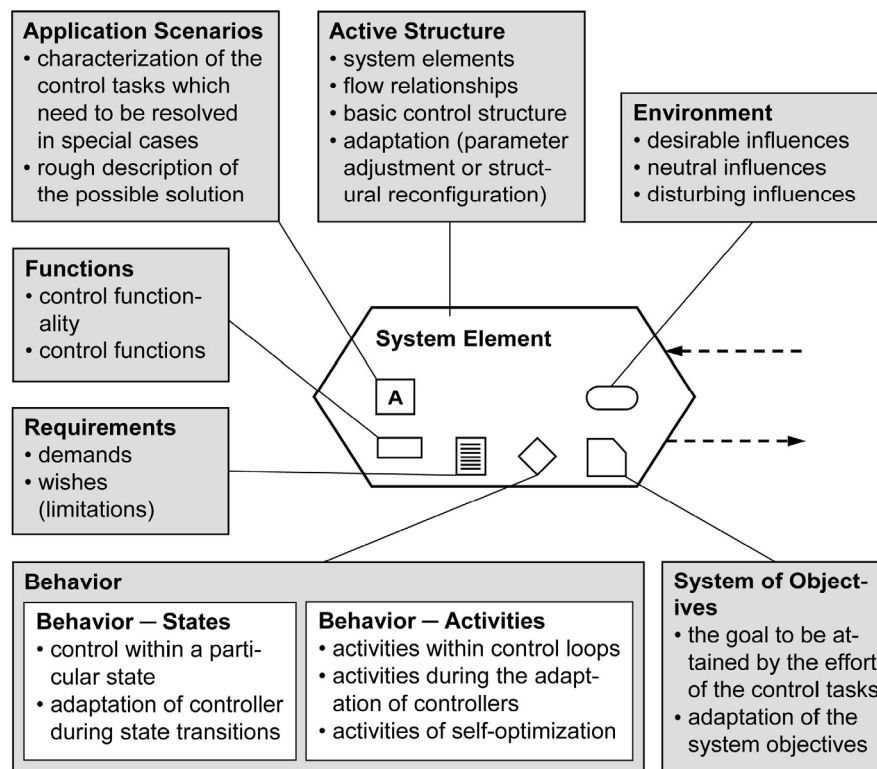 Application Scenarios
• characterization of the
control tasks which
need to be resolved
in special cases
• rough description of
the possible solution
Active Structure
• system elements
• flow relationships
• basic control structure
• adaptation (parameter
adjustment or struct-
ural reconfiguration)
Environment
• desirable influences
• neutral influences
• disturbing influences
Functions
• control function-
ality
• control functions
System Element
A
Requirements
• demands
• wishes
(limitations)
Behavior
Behavior – States
• control within a parti-
cular state
• adaptation of controller
during state transitions
Behavior – Activities
• activities within control loops
• activities during the adapt-
ation of controllers
• activities of self-optimization
System of Object-
ives
• the goal to be at-
tained by the effort
of the control tasks
• adaptation of the
system objectives